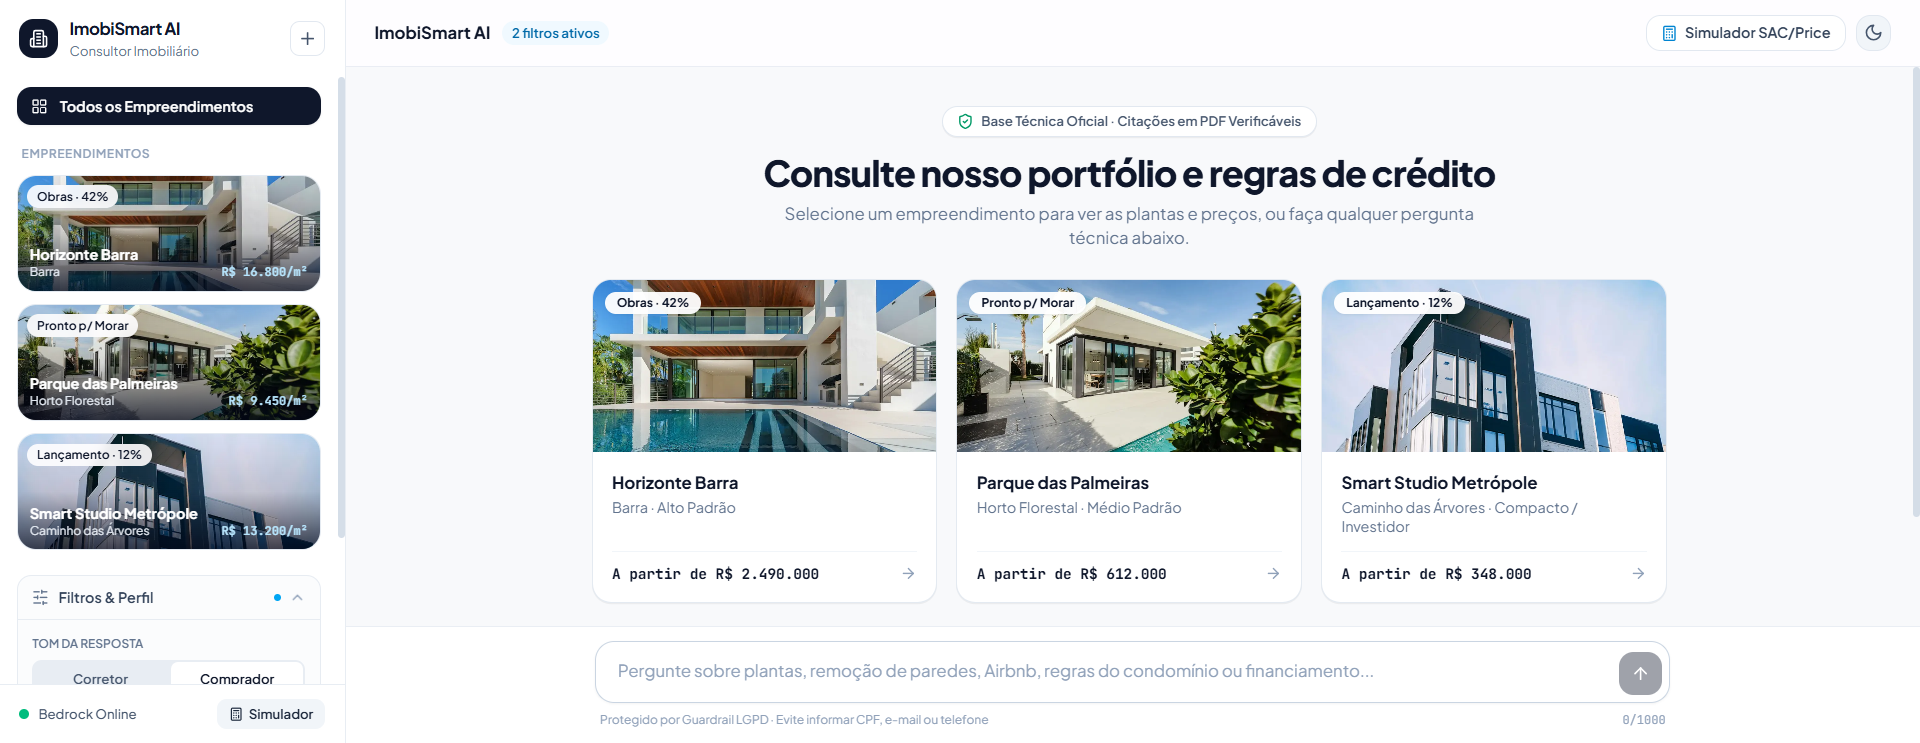 ImobiSmart AI
Consultor Imobiliário
Todos os Empreendimentos
EMPREENDIMENTOS
Obras · 42%
Horizonte Barra
Barra
R$ 16.800/m²
Pronto p/ Morar
Parque das Palmeiras
Horto Florestal
R$ 9.450/m²
Lançamento · 12%
Smart Studio Metrópole
Caminho das Árvores
R$ 13.200/m²
Filtros & Perfil
TOM DA RESPOSTA
Corretor
Comprador
Bedrock Online
Simulador
ImobiSmart AI
2 filtros ativos
Simulador SAC/Price
Base Técnica Oficial · Citações em PDF Verificáveis
Consulte nosso portfólio e regras de crédito
Selecione um empreendimento para ver as plantas e preços, ou faça qualquer pergunta
técnica abaixo.
Obras · 42%
Horizonte Barra
Barra · Alto Padrão
A partir de R$ 2.490.000
Pronto p/ Morar
Parque das Palmeiras
Horto Florestal · Médio Padrão
A partir de R$ 612.000
Lançamento · 12%
Smart Studio Metrópole
Caminho das Árvores · Compacto /
Investidor
A partir de R$ 348.000
Pergunte sobre plantas, remoção de paredes, Airbnb, regras do condomínio ou financiamento...
Protegido por Guardrail LGPD · Evite informar CPF, e-mail ou telefone
0/1000